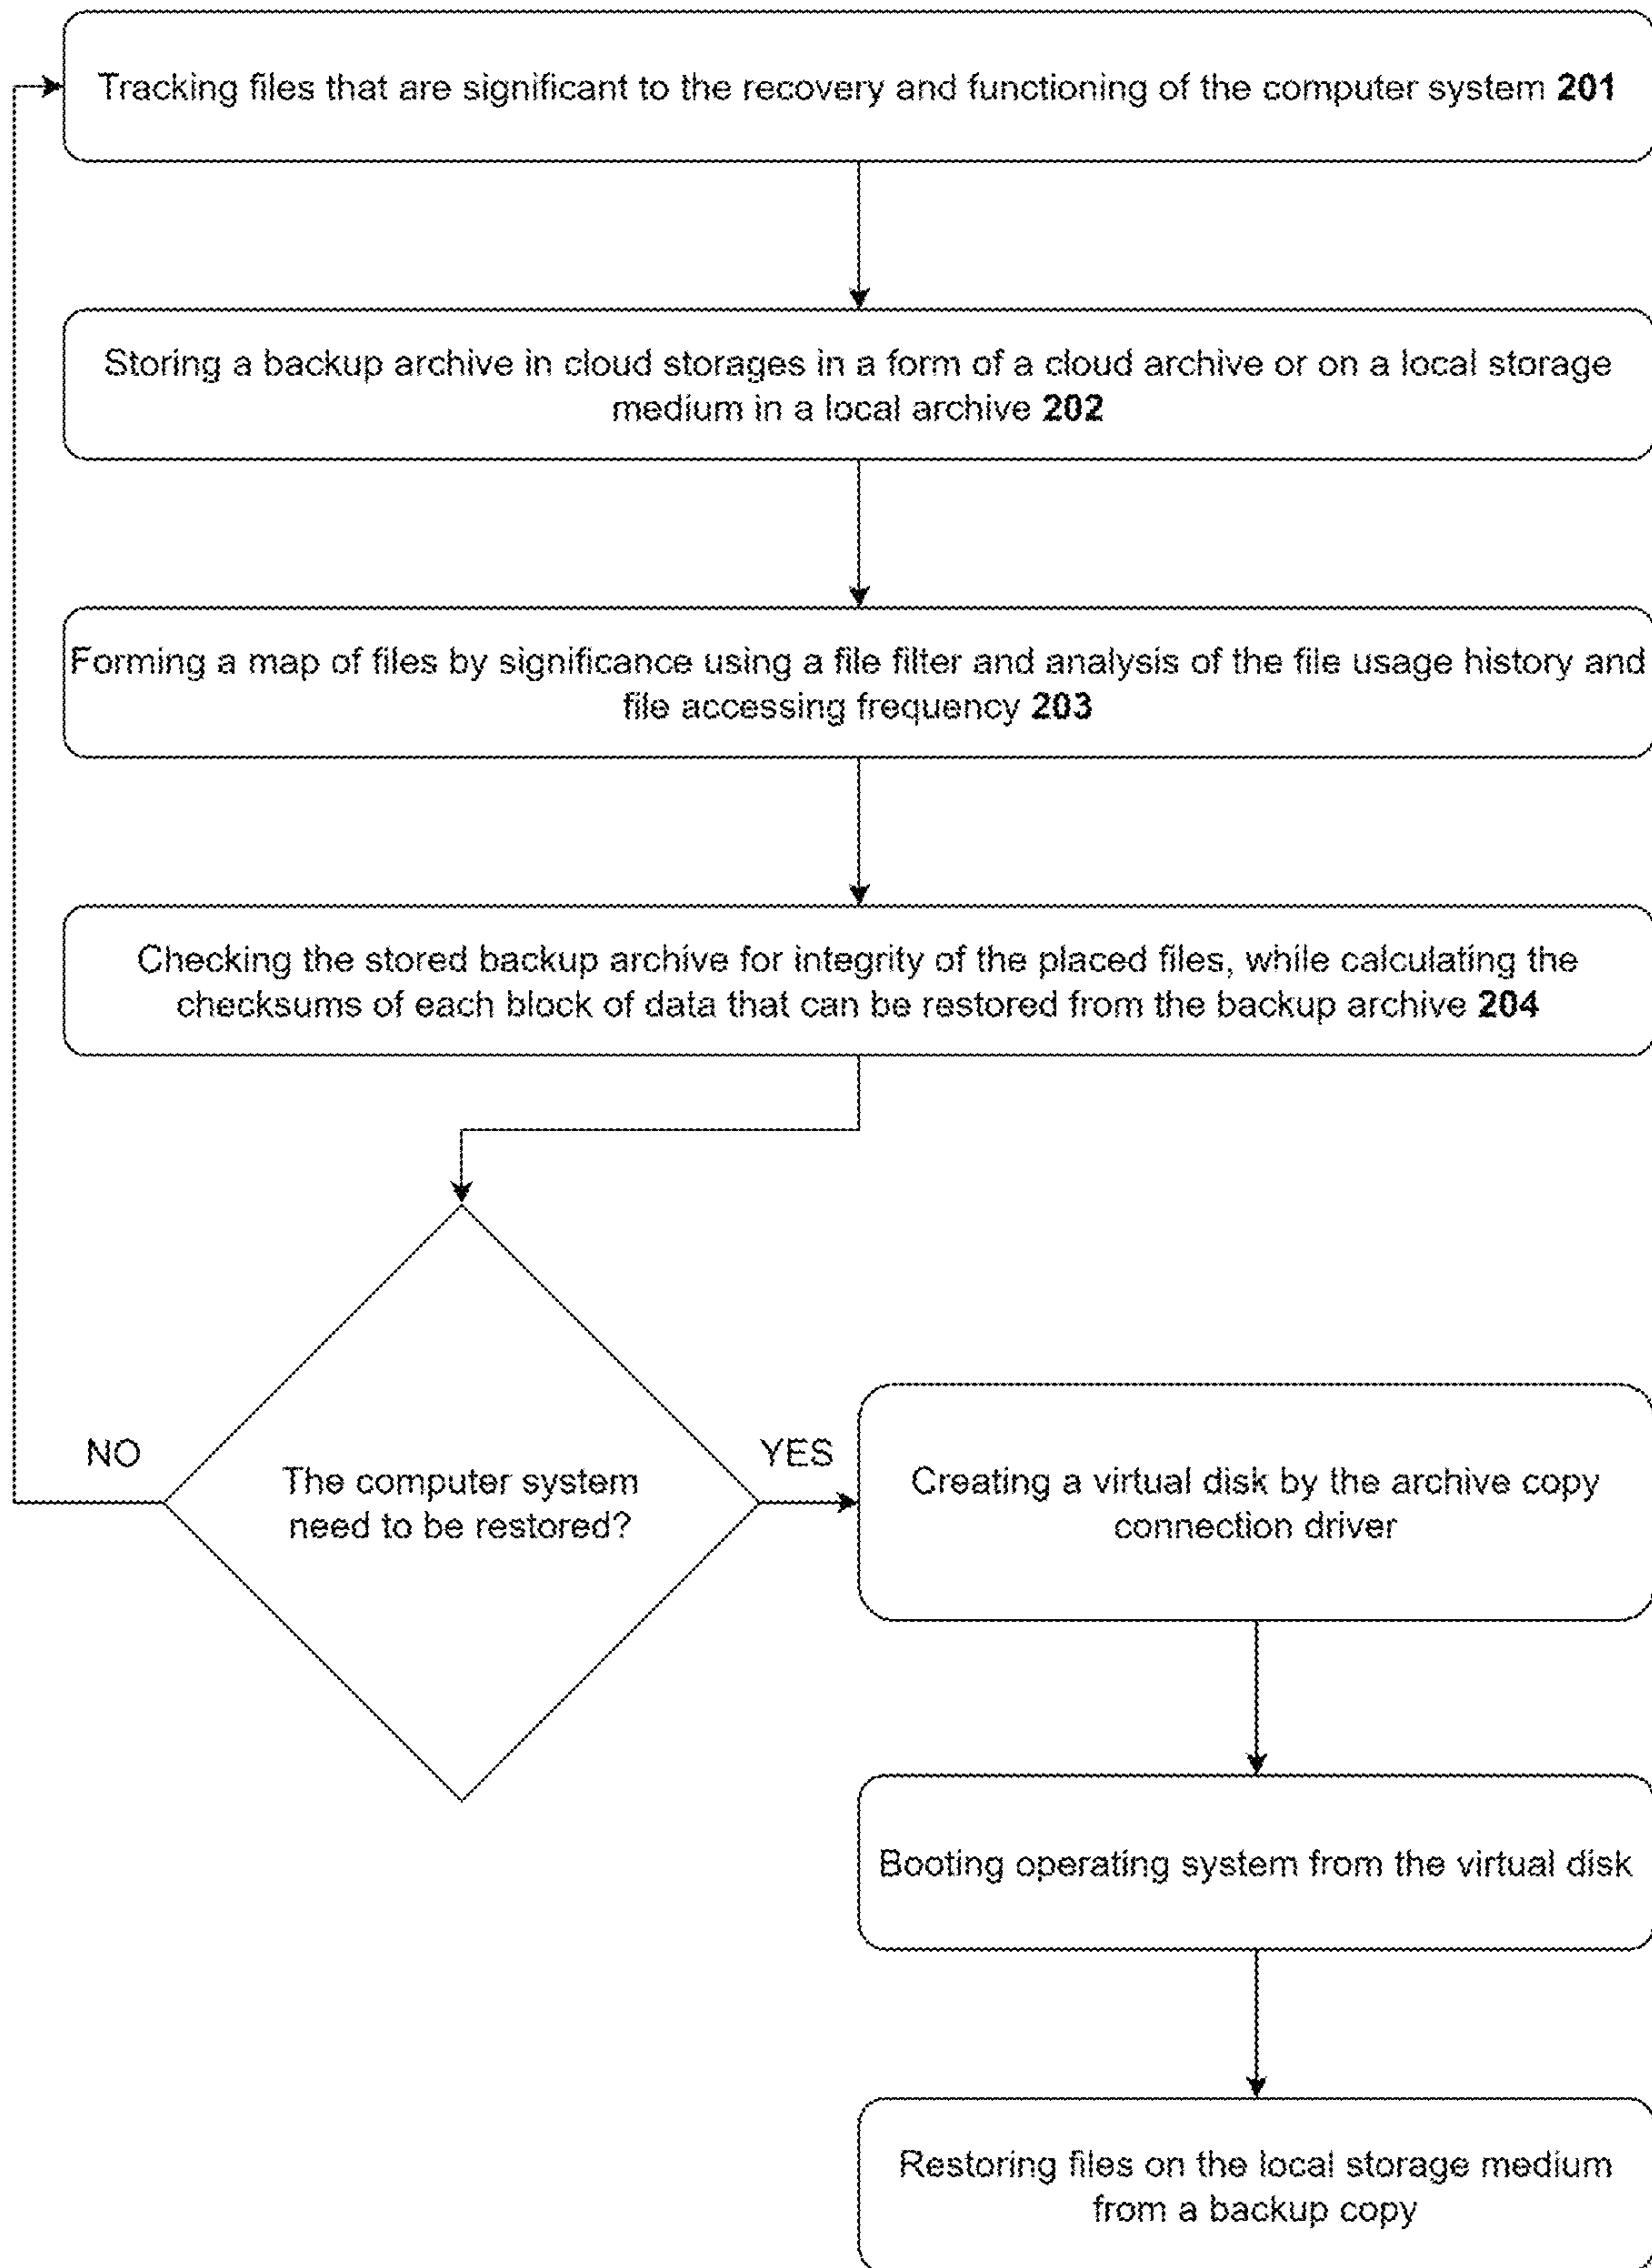 Tracking files that are significant to the recovery and functioning of the computer system 201
Storing a backup archive in cloud storages in a form of a cloud archive or on a local storage
medium in a local archive 202
Forming a map of files by significance using a file filter and analysis of the file usage history and
file accessing frequency 203
Checking the stored backup archive for integrity of the placed files, while calculating the
checksums of each block of data that can be restored from the backup archive 204
NO
The computer system
need to be restored?
YES
Creating a virtual disk by the archive copy
connection driver
Booting operating system from the virtual disk
Restoring files on the local storage medium
from a backup copy